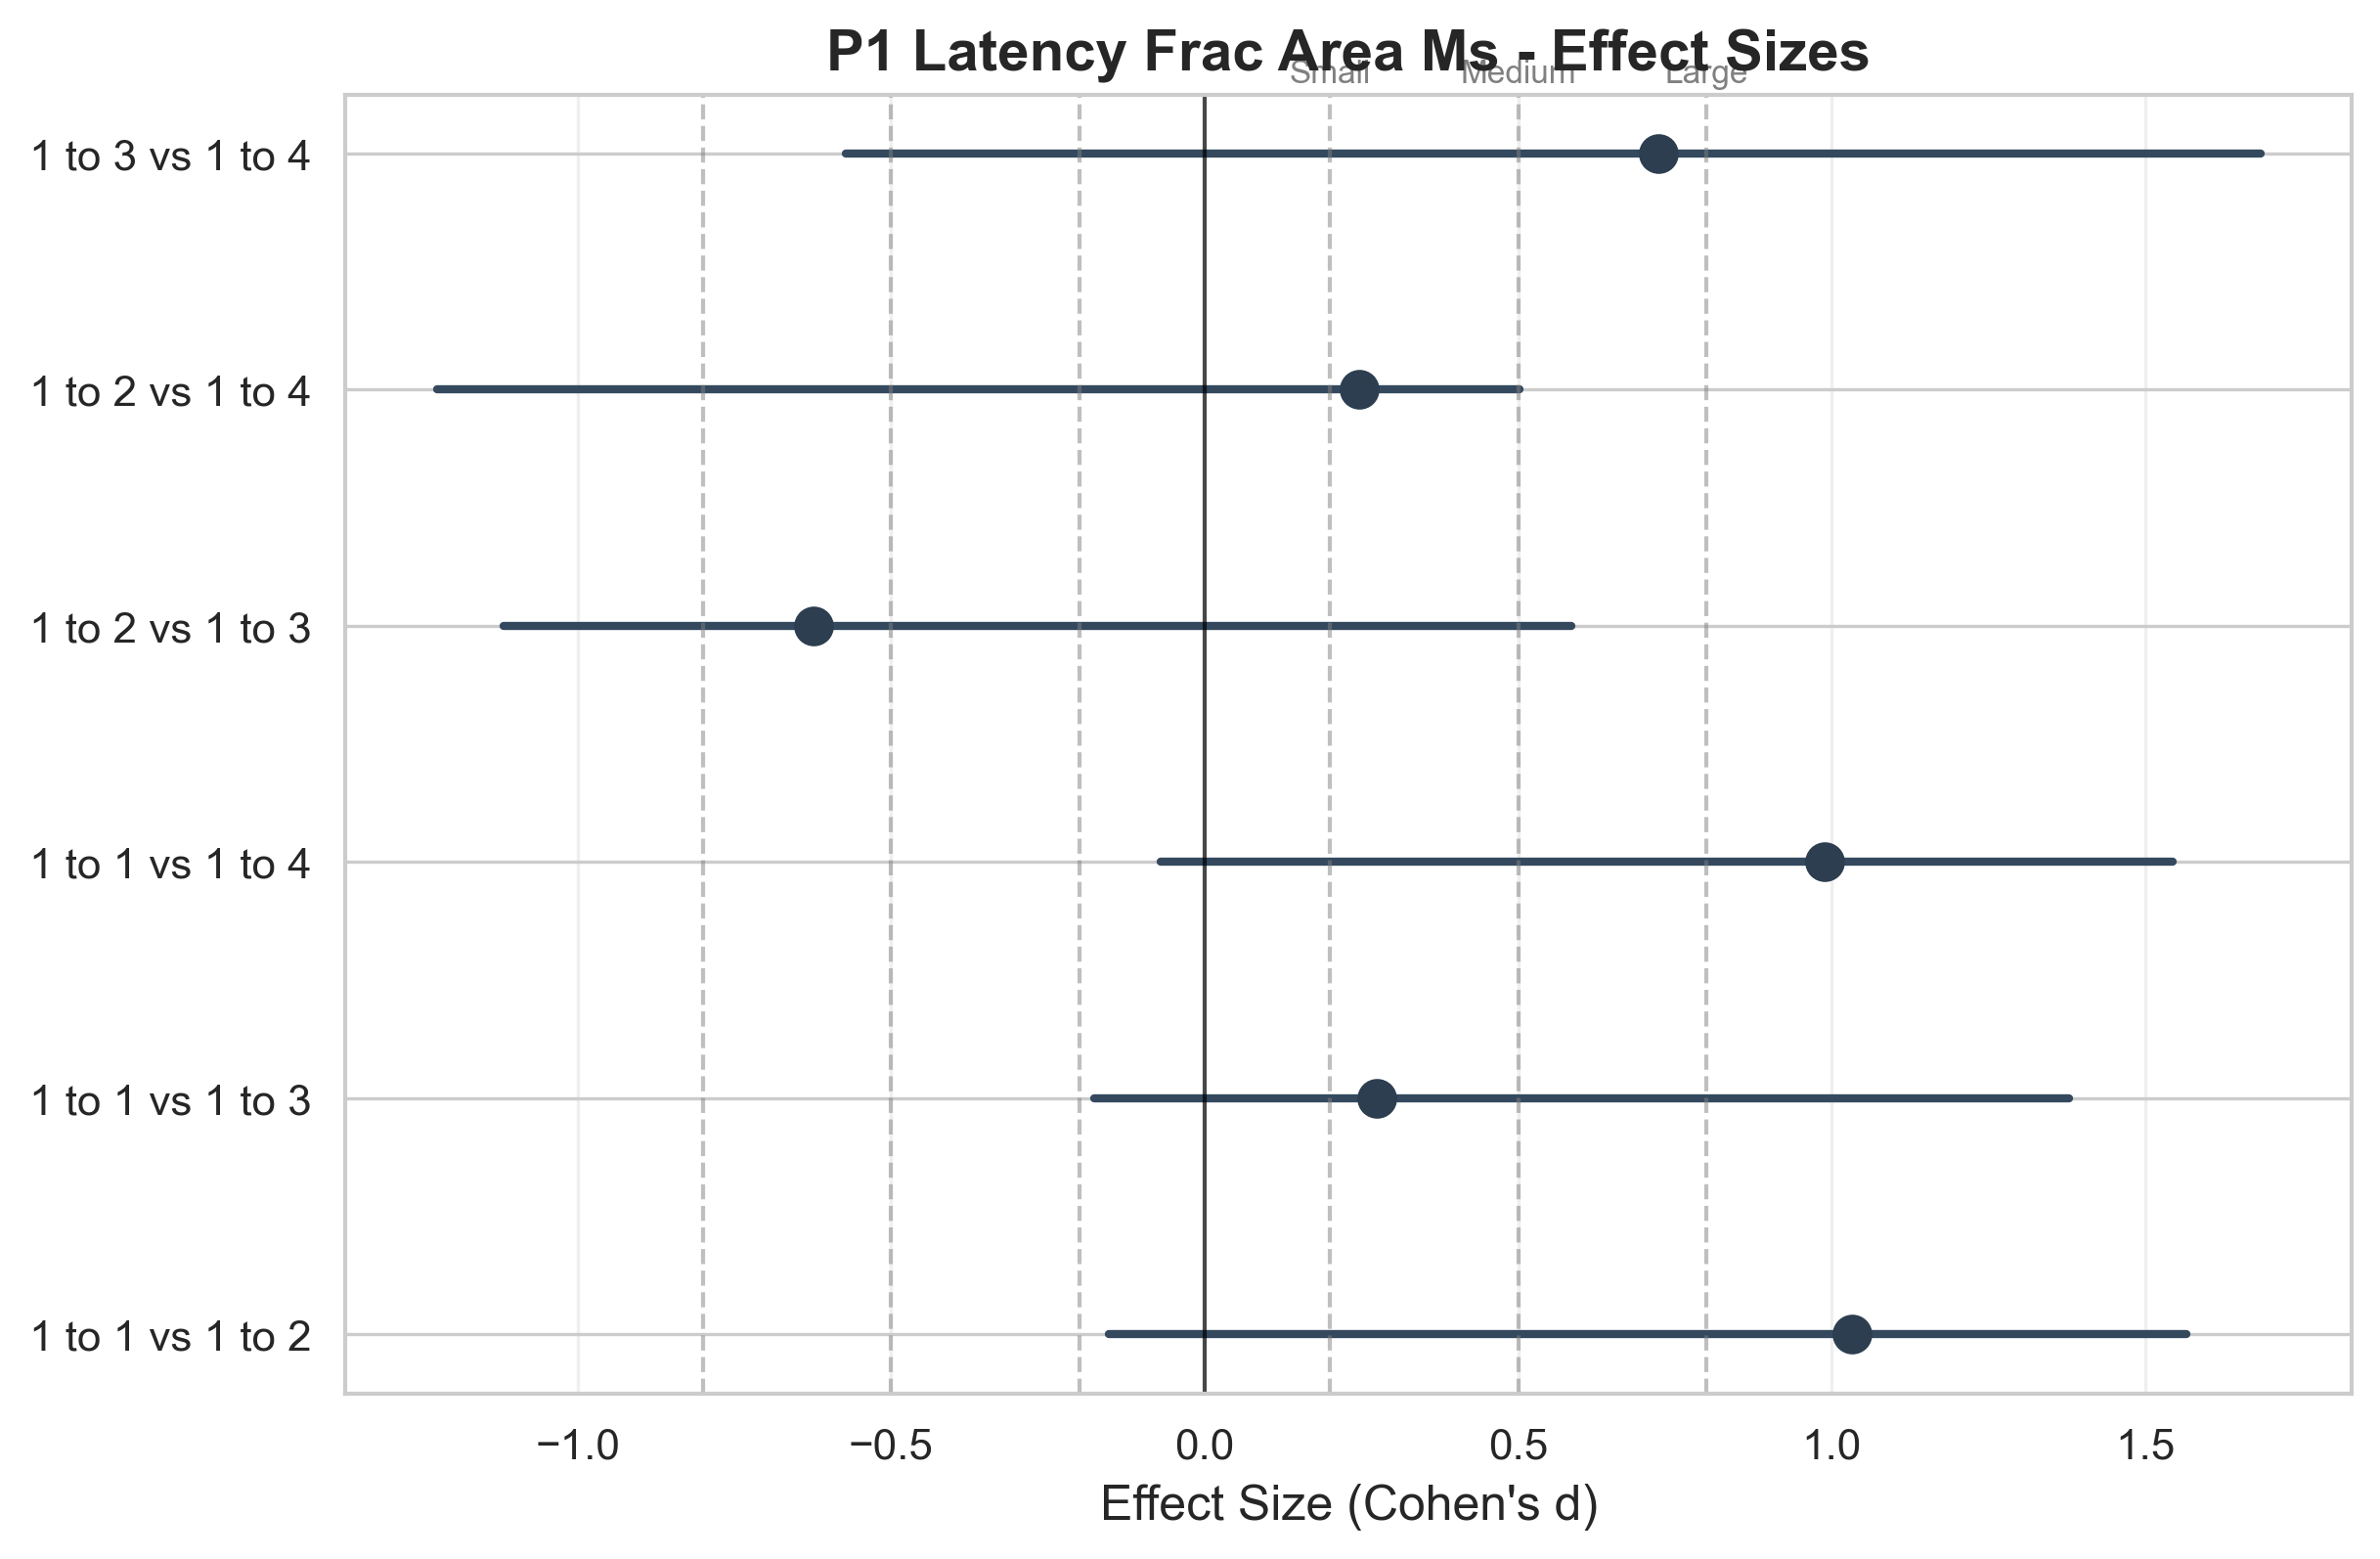 P1 Latency Frac Area Ms - Effect Sizes
Small Medium Large
1 to 3 vs 1 to 4
1 to 2 vs 1 to 4
1 to 2 vs 1 to 3
1 to 1 vs 1 to 4
1 to 1 vs 1 to 3
1 to 1 vs 1 to 2
−1.0 −0.5 0.0 0.5 1.0 1.5
Effect Size (Cohen's d)